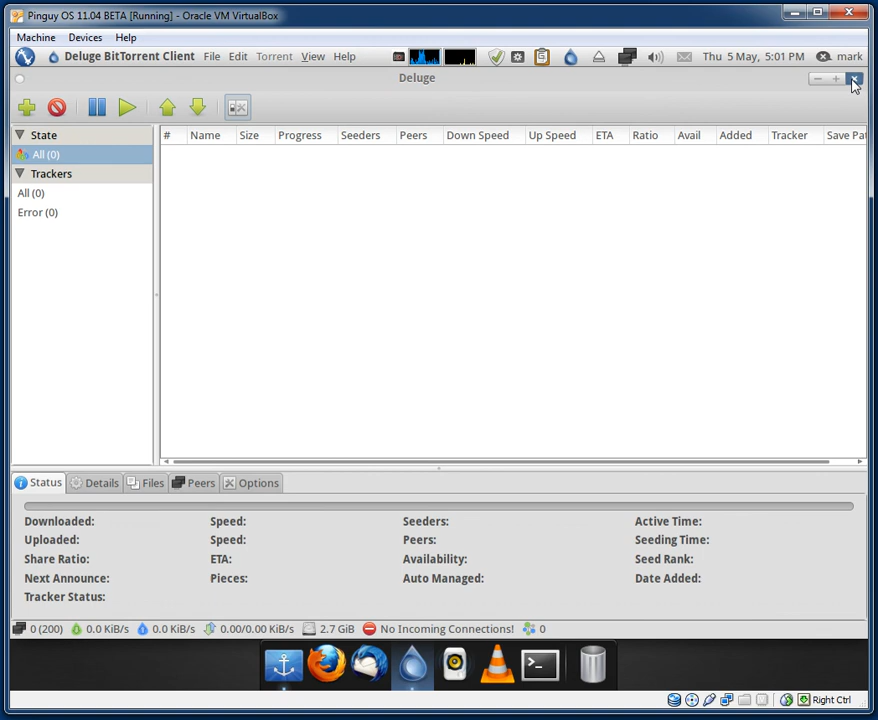 Pinguy OS 11.04 BETA [Running] - Oracle VM VirtualBox
Machine Devices Help
Deluge BitTorrent Client File Edit Torrent View Help Thu 5 May, 5:01 PM mark
Deluge
State
All (0)
Trackers
All (0)
Error (0)
# Name Size Progress Seeders Peers Down Speed Up Speed ETA Ratio Avail Added Tracker Save Pat
Status Details Files Peers Options
Downloaded: Speed: Seeders: Active Time:
Uploaded: Speed: Peers: Seeding Time:
Share Ratio: ETA: Availability: Seed Rank:
Next Announce: Pieces: Auto Managed: Date Added:
Tracker Status:
0 (200) 0.0 KiB/s 0.0 KiB/s 0.00/0.00 KiB/s 2.7 GiB No Incoming Connections! 0
Right Ctrl